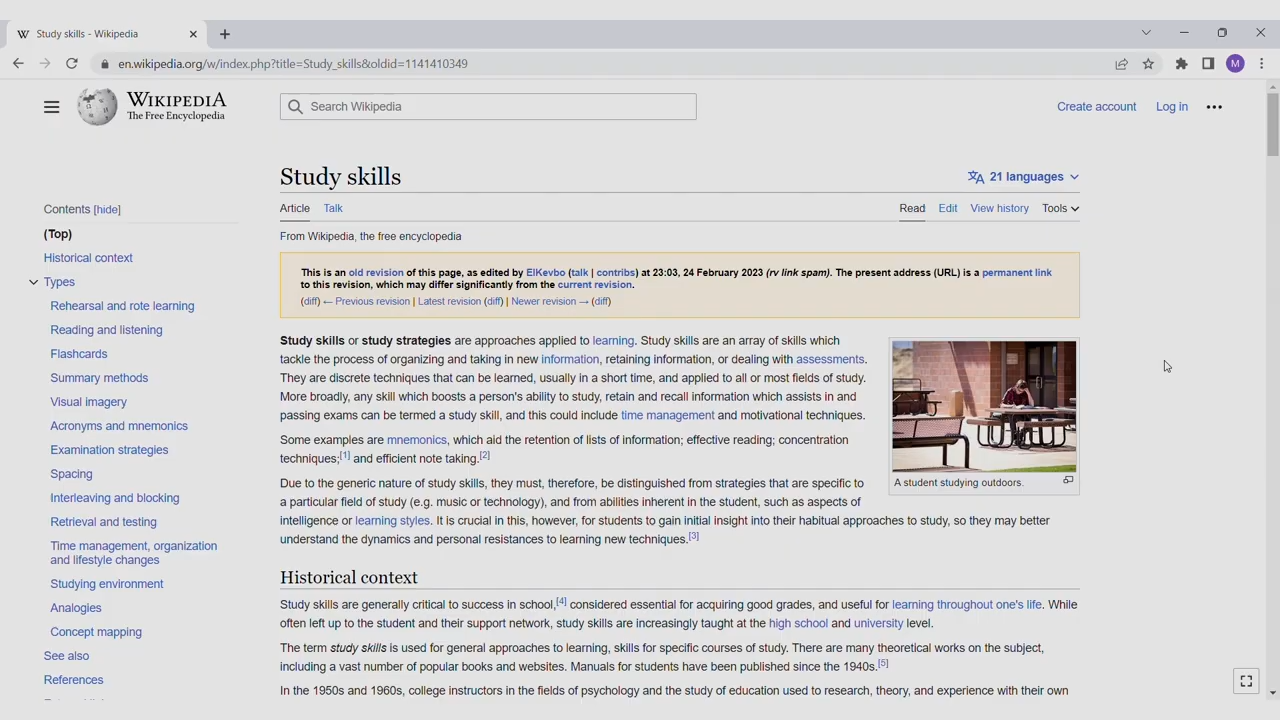 Study skills - Wikipedia
en.wikipedia.org/w/index.php?title=Study_skills&oldid=1141410349
M
WIKIPEDIA
The Free Encyclopedia
Search Wikipedia
Create account
Log in
Study skills
21 languages
Contents [hide]
(Top)
Historical context
Types
Rehearsal and rote learning
Reading and listening
Flashcards
Summary methods
Visual imagery
Acronyms and mnemonics
Examination strategies
Spacing
Interleaving and blocking
Retrieval and testing
Time management, organization
and lifestyle changes
Studying environment
Analogies
Concept mapping
See also
References
Article Talk
Read Edit View history Tools
From Wikipedia, the free encyclopedia
This is an old revision of this page, as edited by ElKevbo (talk | contribs) at 23:03, 24 February 2023 (rv link spam). The present address (URL) is a permanent link
to this revision, which may differ significantly from the current revision.
(diff) ← Previous revision | Latest revision (diff) | Newer revision → (diff)
Study skills or study strategies are approaches applied to learning. Study skills are an array of skills which
tackle the process of organizing and taking in new information, retaining information, or dealing with assessments.
They are discrete techniques that can be learned, usually in a short time, and applied to all or most fields of study.
More broadly, any skill which boosts a person's ability to study, retain and recall information which assists in and
passing exams can be termed a study skill, and this could include time management and motivational techniques.
Some examples are mnemonics, which aid the retention of lists of information; effective reading; concentration
techniques;[1] and efficient note taking.[2]
A student studying outdoors.
Due to the generic nature of study skills, they must, therefore, be distinguished from strategies that are specific to
a particular field of study (e.g. music or technology), and from abilities inherent in the student, such as aspects of
intelligence or learning styles. It is crucial in this, however, for students to gain initial insight into their habitual approaches to study, so they may better
understand the dynamics and personal resistances to learning new techniques.[3]
Historical context
Study skills are generally critical to success in school,[4] considered essential for acquiring good grades, and useful for learning throughout one's life. While
often left up to the student and their support network, study skills are increasingly taught at the high school and university level.
The term study skills is used for general approaches to learning, skills for specific courses of study. There are many theoretical works on the subject,
including a vast number of popular books and websites. Manuals for students have been published since the 1940s.[5]
In the 1950s and 1960s, college instructors in the fields of psychology and the study of education used to research, theory, and experience with their own